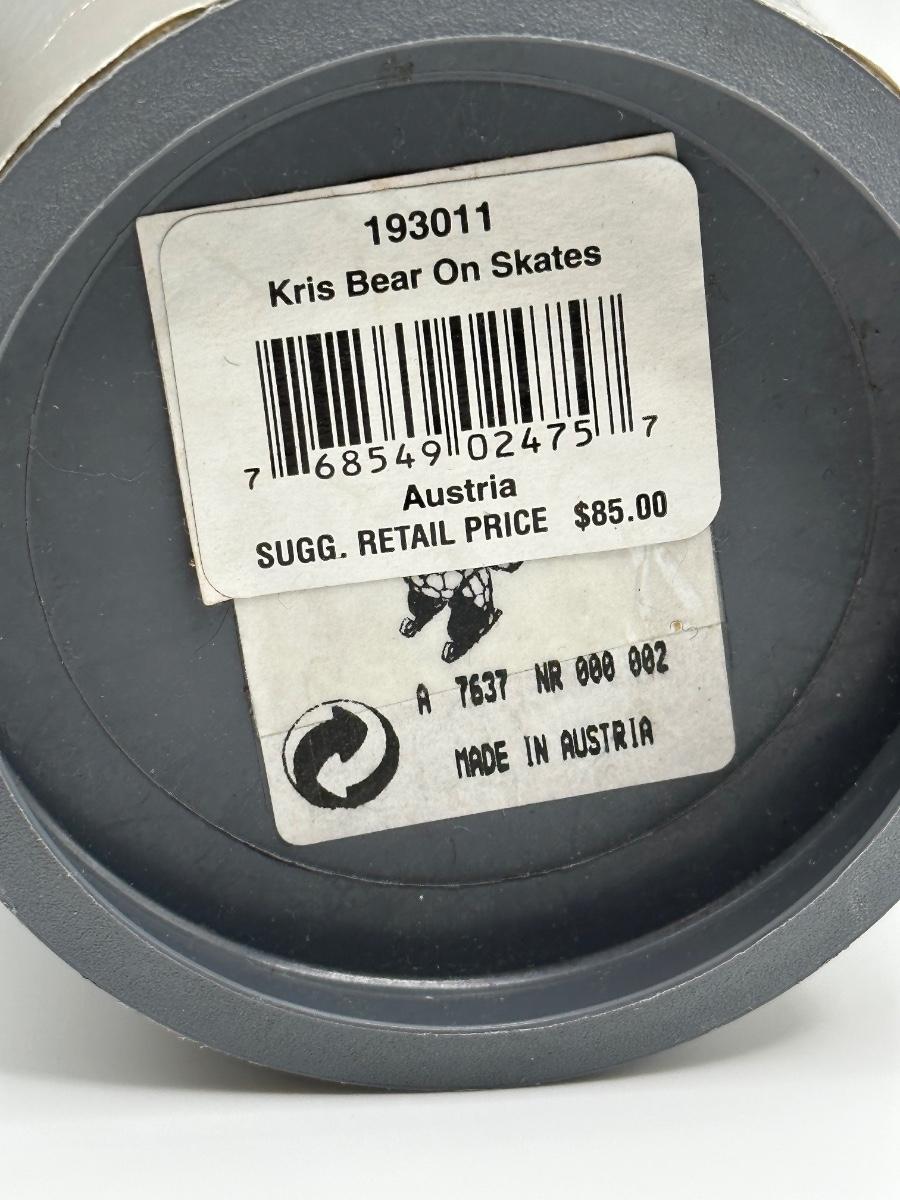 193011
Kris Bear On Skates
7 68549 02475 7
Austria
SUGG. RETAIL PRICE $85.00
A 7637 NR 000 002
MADE IN AUSTRIA